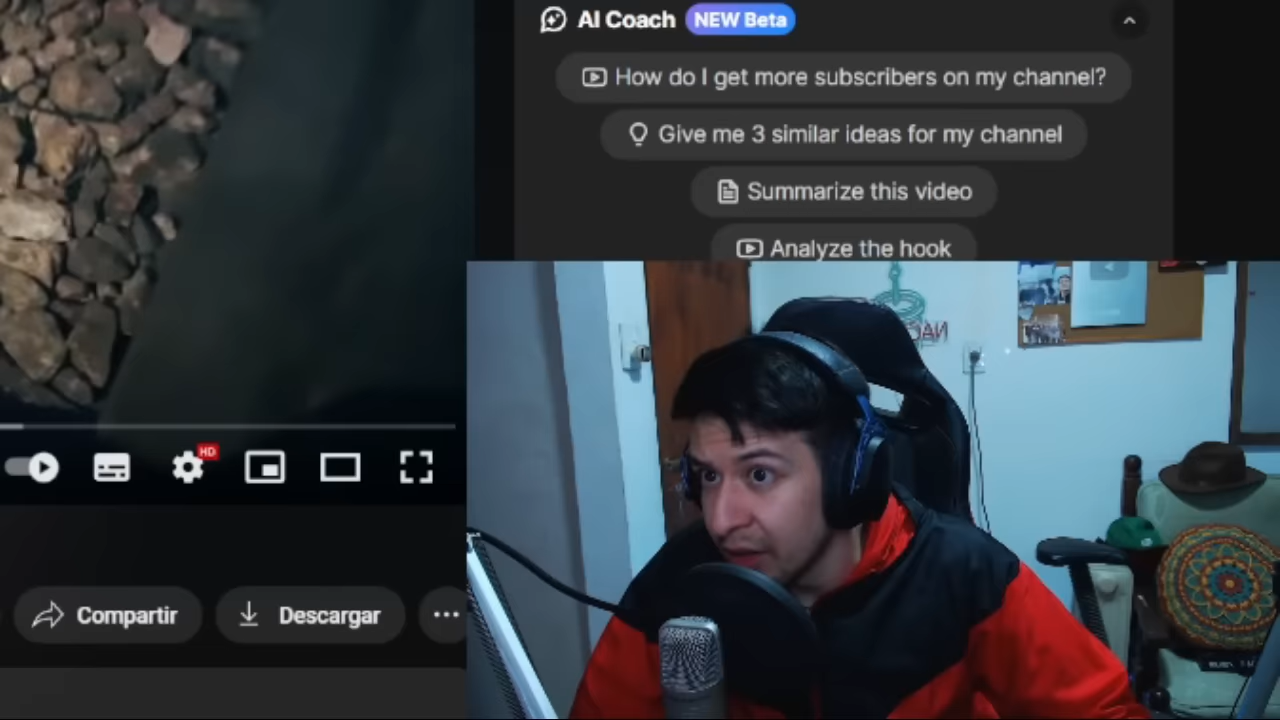 AI Coach NEW Beta
How do I get more subscribers on my channel?
Give me 3 similar ideas for my channel
Summarize this video
Analyze the hook
HD
Compartir
Descargar